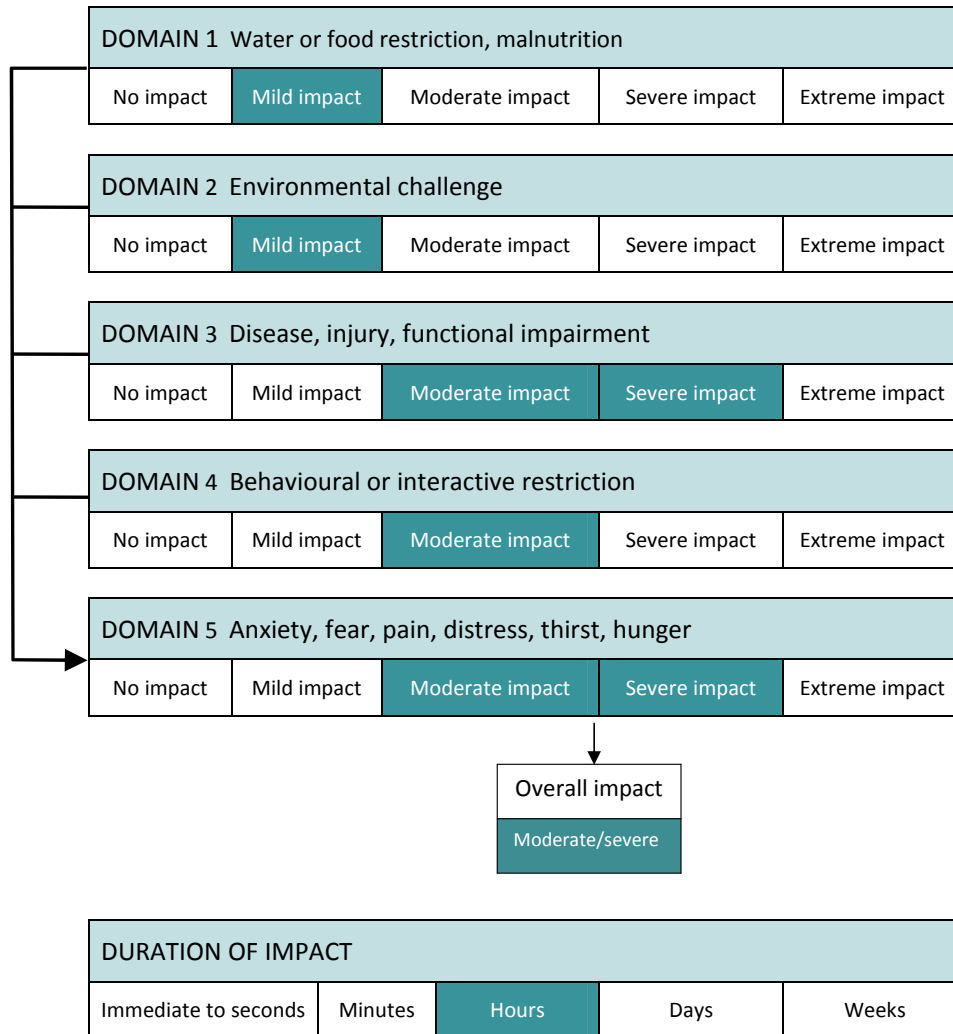 DOMAIN 1 Water or food restriction, malnutrition
No impact Mild impact Moderate impact Severe impact Extreme impact
DOMAIN 2 Environmental challenge
No impact Mild impact Moderate impact Severe impact Extreme impact
DOMAIN 3 Disease, injury, functional impairment
No impact Mild impact Moderate impact Severe impact Extreme impact
DOMAIN 4 Behavioural or interactive restriction
No impact Mild impact Moderate impact Severe impact Extreme impact
DOMAIN 5 Anxiety, fear, pain, distress, thirst, hunger
No impact Mild impact Moderate impact Severe impact Extreme impact
Overall impact
Moderate/severe
DURATION OF IMPACT
Immediate to seconds Minutes Hours Days Weeks